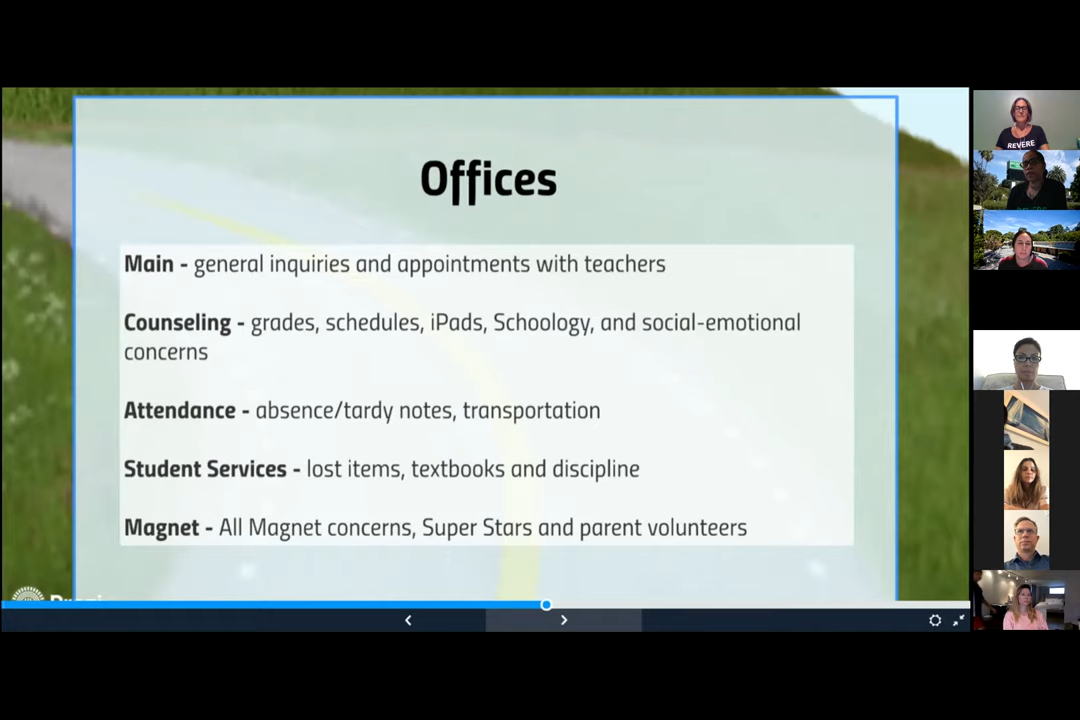 Offices
Main - general inquiries and appointments with teachers
Counseling - grades, schedules, iPads, Schoology, and social-emotional
concerns
Attendance - absence/tardy notes, transportation
Student Services - lost items, textbooks and discipline
Magnet - All Magnet concerns, Super Stars and parent volunteers
REVERE